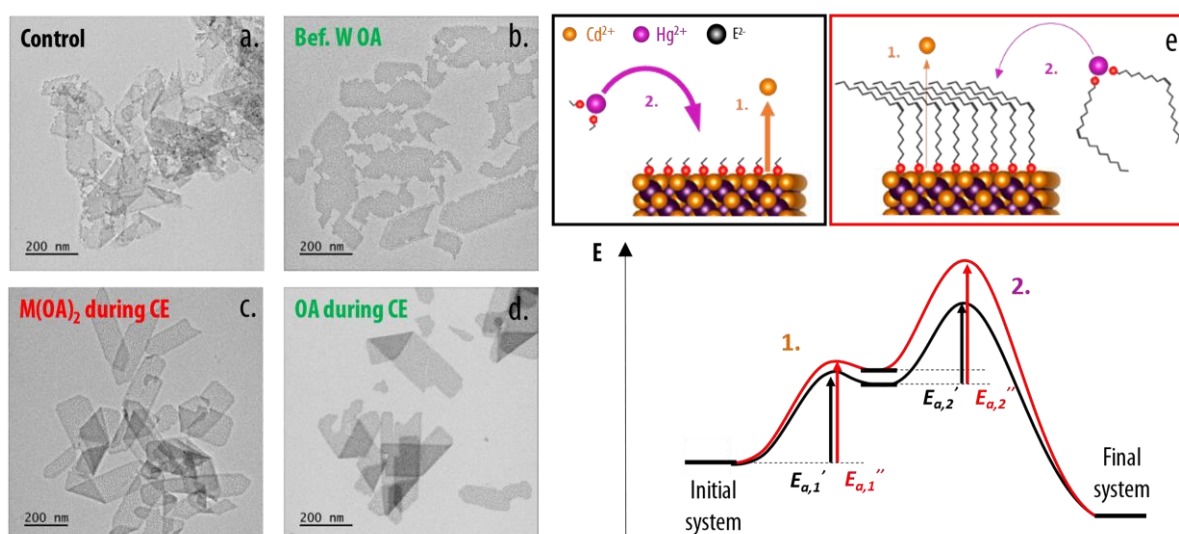 Control
a.
200 nm
Bef. W OA
b.
200 nm
M(OA)₂ during CE
c.
200 nm
OA during CE
d.
200 nm
Cd²⁺ Hg²⁺ E²⁻
2.
1.
e.
1.
2.
E
1.
2.
Eₐ,₁′
Eₐ,₁″
Eₐ,₂′
Eₐ,₂″
Initial
system
Final
system